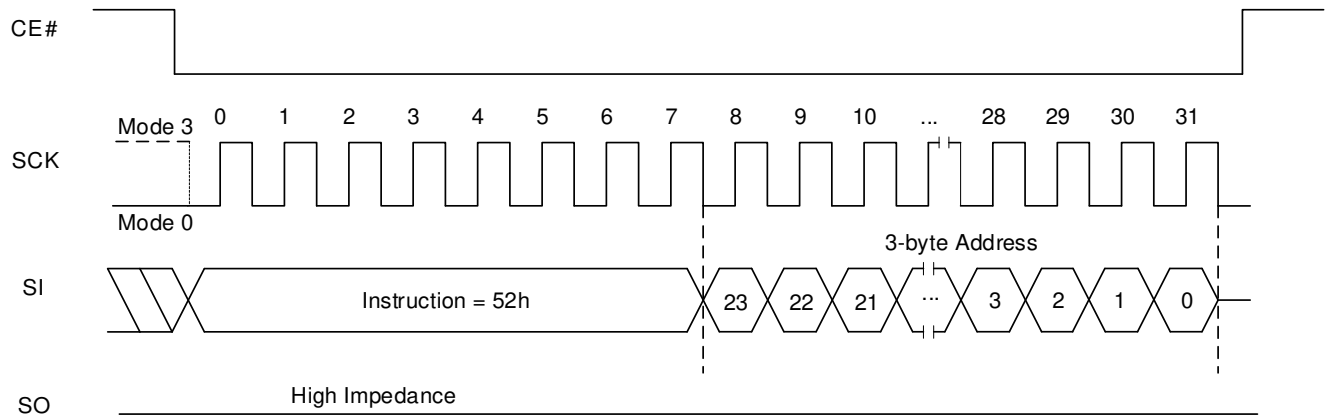 CE#
0 1 2 3 4 5 6 7 8 9 10 ... 28 29 30 31
Mode 3
SCK
Mode 0
3-byte Address
SI
Instruction = 52h 23 22 21 ... 3 2 1 0
High Impedance
SO